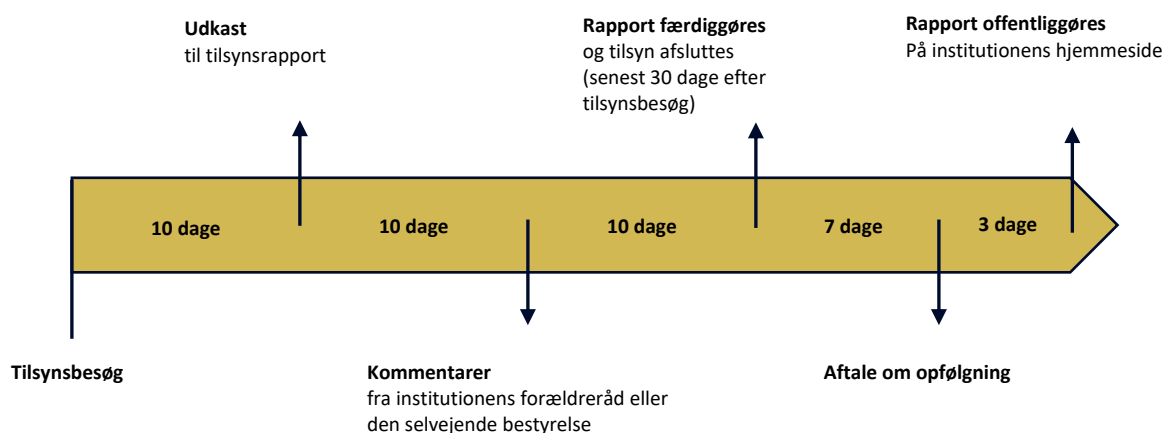 Udkast
til tilsynsrapport
Rapport færdiggøres
og tilsyn afsluttes
(senest 30 dage efter
tilsynsbesøg)
Rapport offentliggøres
På institutionens hjemmeside
10 dage
10 dage
10 dage
7 dage
3 dage
Tilsynsbesøg
Kommentarer
fra institutionens forældreråd eller
den selvejende bestyrelse
Aftale om opfølgning